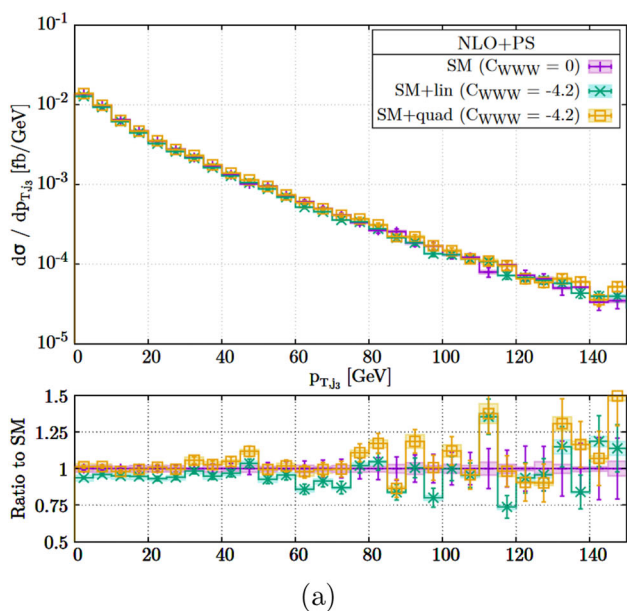 NLO+PS
SM (C_WWW = 0)
SM+lin (C_WWW = -4.2)
SM+quad (C_WWW = -4.2)
dσ / dp_T,j3 [fb/GeV]
10^-1
10^-2
10^-3
10^-4
10^-5
0 20 40 60 80 100 120 140
p_T,j3 [GeV]
Ratio to SM
1.5
1.25
1
0.75
0.5
0 20 40 60 80 100 120 140
(a)